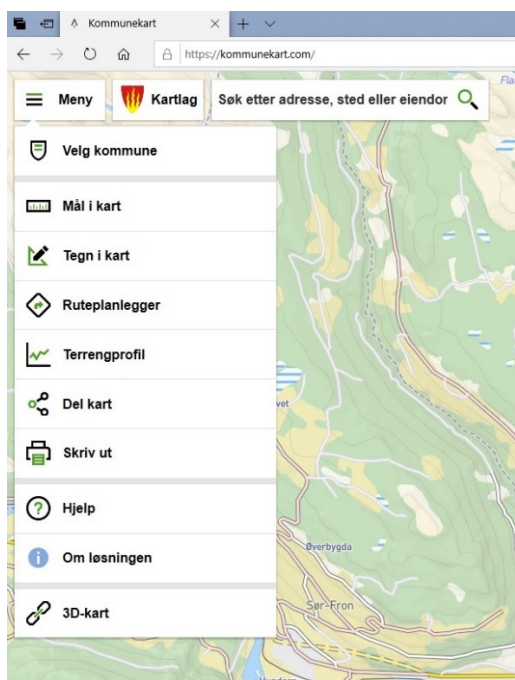 Kommunekart
https://kommunekart.com/
Meny
Kartlag
Søk etter adresse, sted eller eiendor
Velg kommune
Mål i kart
Tegn i kart
Ruteplanlegger
Terrengprofil
Del kart
vet
Skriv ut
Hjelp
Om løsningen
Øverbygda
3D-kart
Sør-Fron